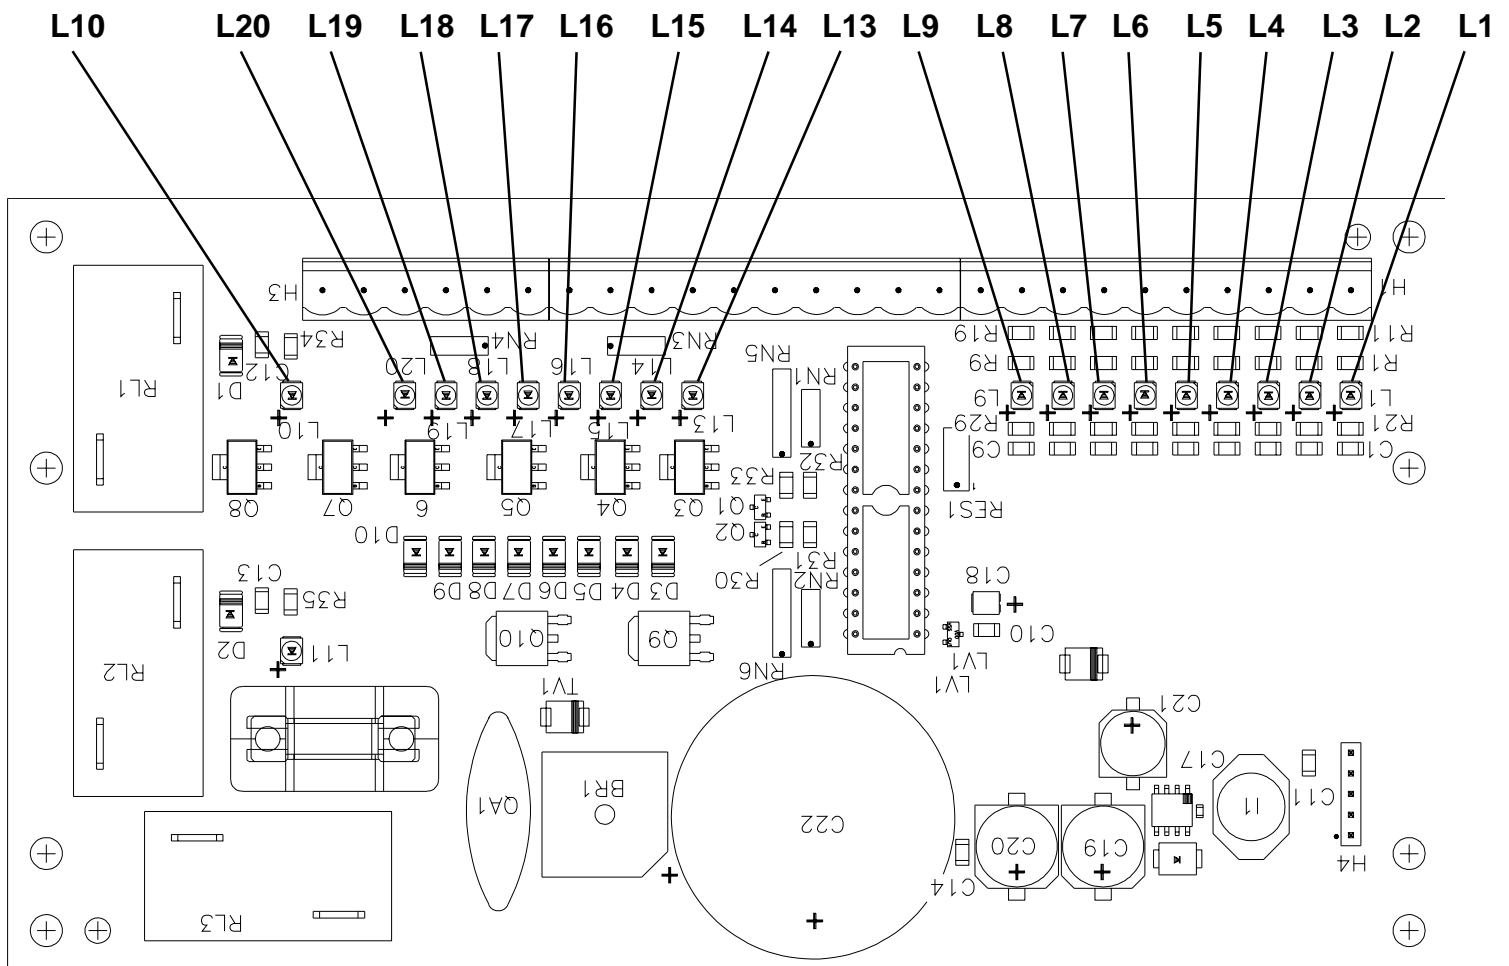 L10 L20 L19 L18 L17 L16 L15 L14 L13 L9 L8 L7 L6 L5 L4 L3 L2 L1
H3 H1
R34 RN4 RN3 R19 R11
C12 L20 L18 L16 L14 RN5 R9 R1
RL1 D1 RN1 L9 L1
L10 L19 L17 L15 L13 R29 R21
R32 C9 C1
R33
Q8 Q7 6 Q5 Q4 Q3 Q1 RES1
D10 Q2
R31
C13 R30 RN2 C18
R35 D9 D8 D7 D6 D5 D4 D3
Q10 Q9 C10
D2 L11 LV1
RL2 RN6 LV1
TV1
C21
C17
BR1 C11
QA1 I1
C22
C20 C19
H4
C14
RL3